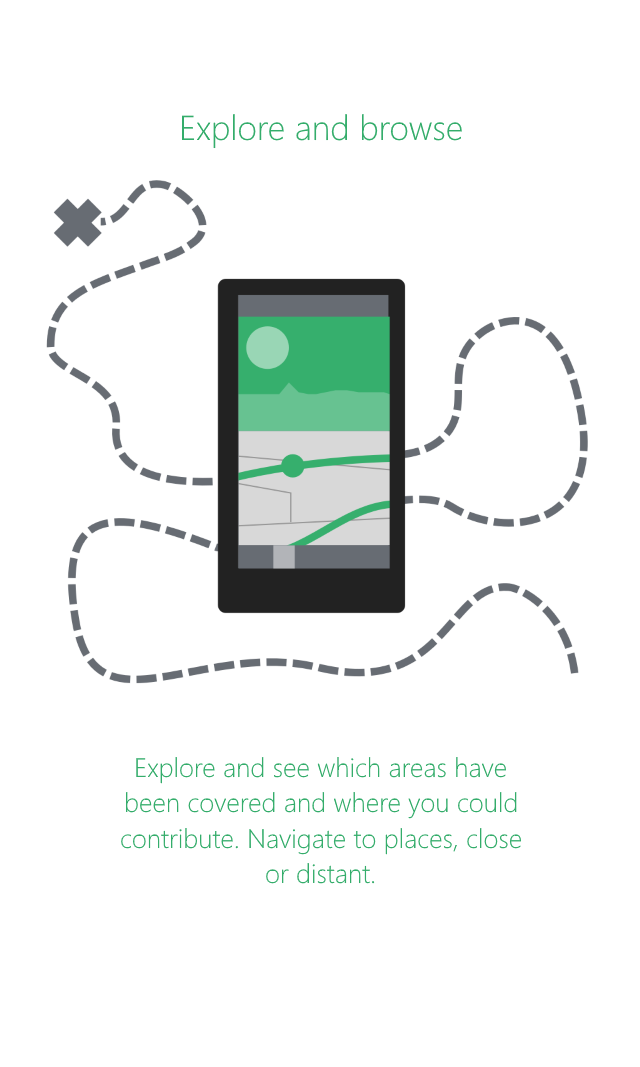 Explore and browse
Explore and see which areas have
been covered and where you could
contribute. Navigate to places, close
or distant.